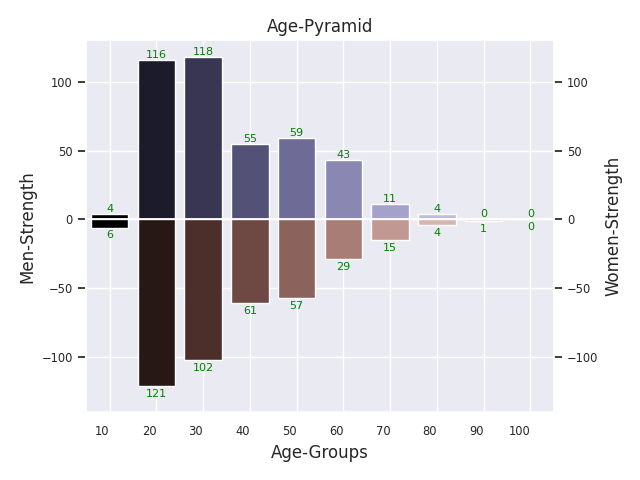 Age-Pyramid
116 118
100 100
55 59
50 50
43
4 11 4 0 0
0 0
6 61 57 29 15 4 1 0
−50 −50
−100 −100
121 102
10 20 30 40 50 60 70 80 90 100
Age-Groups
Men-Strength
Women-Strength